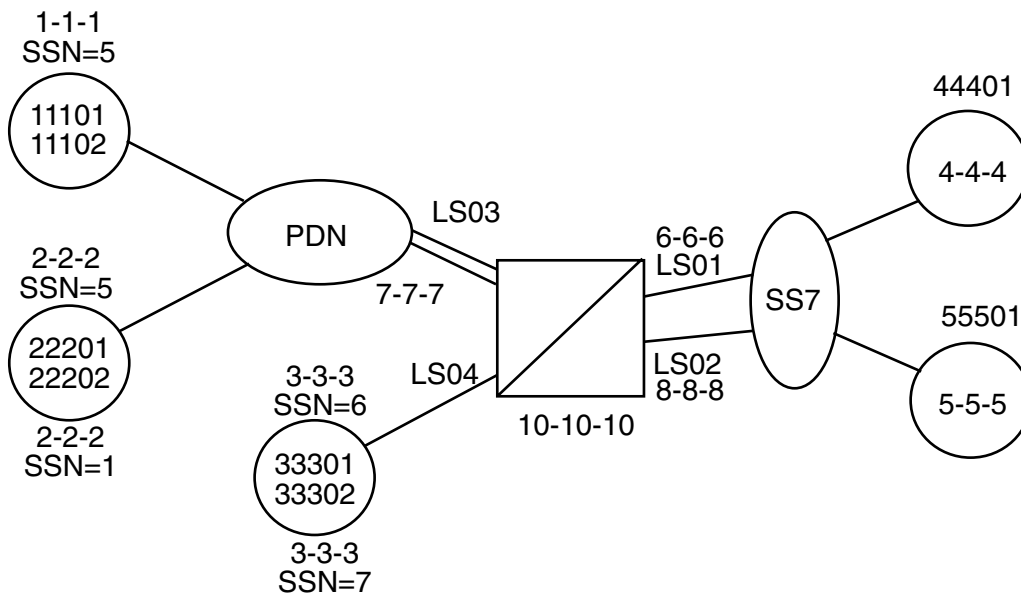 1-1-1
SSN=5
11101
11102
44401
4-4-4
LS03
PDN
7-7-7
6-6-6
LS01
SS7
2-2-2
SSN=5
22201
22202
2-2-2
SSN=1
LS04
3-3-3
SSN=6
33301
33302
3-3-3
SSN=7
LS02
8-8-8
10-10-10
55501
5-5-5